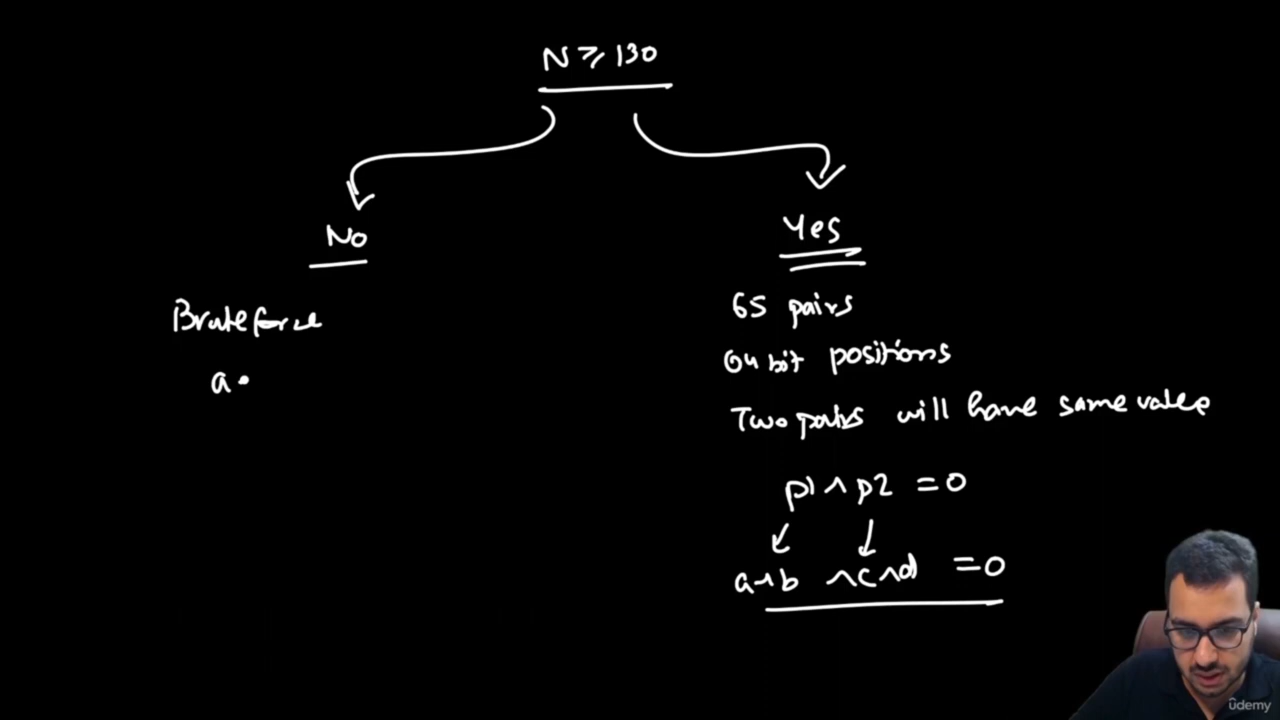 N ≥ 130
No
Yes
Bruteforce
a
65 pairs
64 bit positions
Two pairs will have same value
p1 ^ p2 = 0
a ^ b ^ c ^ d = 0
ûdemy